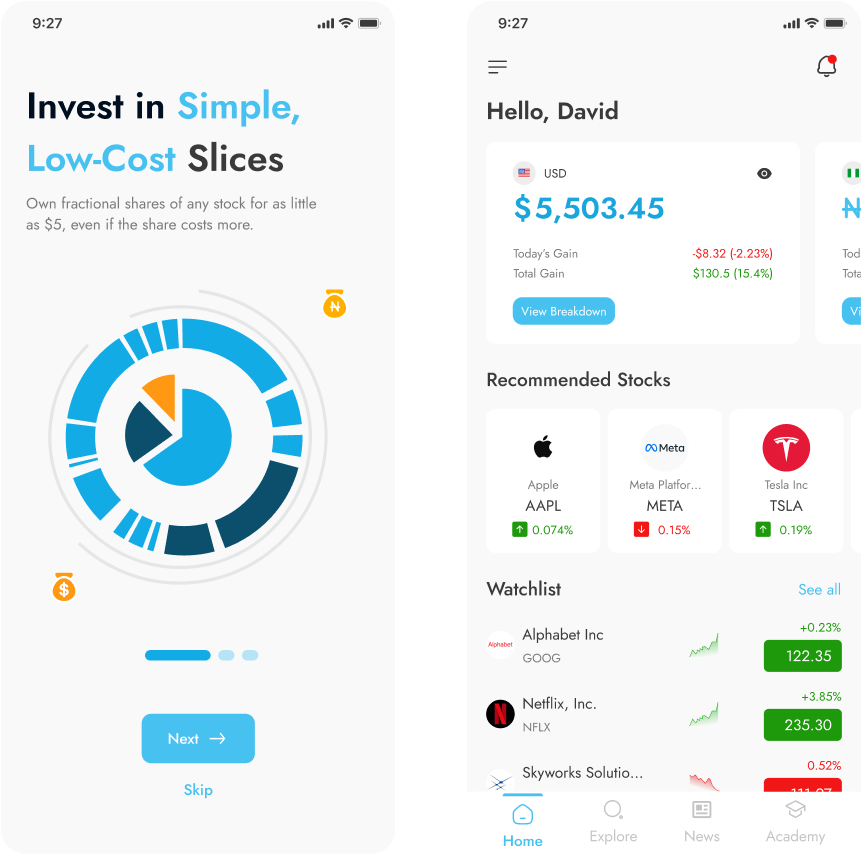 9:27
Invest in Simple,
Low-Cost Slices
Own fractional shares of any stock for as little
as $5, even if the share costs more.
₦
$
Next →
Skip
9:27
Hello, David
USD
$5,503.45
Today's Gain -$8.32 (-2.23%)
Total Gain $130.5 (15.4%)
View Breakdown
₦
Recommended Stocks
Meta
Apple
AAPL
0.074%
Meta Platfor...
META
0.15%
Tesla Inc
TSLA
0.19%
Watchlist See all
Alphabet
Alphabet Inc
GOOG
+0.23%
122.35
Netflix, Inc.
NFLX
+3.85%
235.30
Skyworks Solutio...
0.52%
Home Explore News Academy